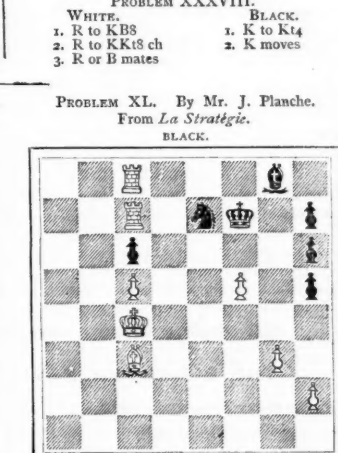 PROBLEM XXXVIII.
WHITE. BLACK.
1. R to KB8 1. K to Kt4
2. R to KKt8 ch 2. K moves
3. R or B mates
PROBLEM XL. By Mr. J. Planche.
From La Stratégie.
BLACK.